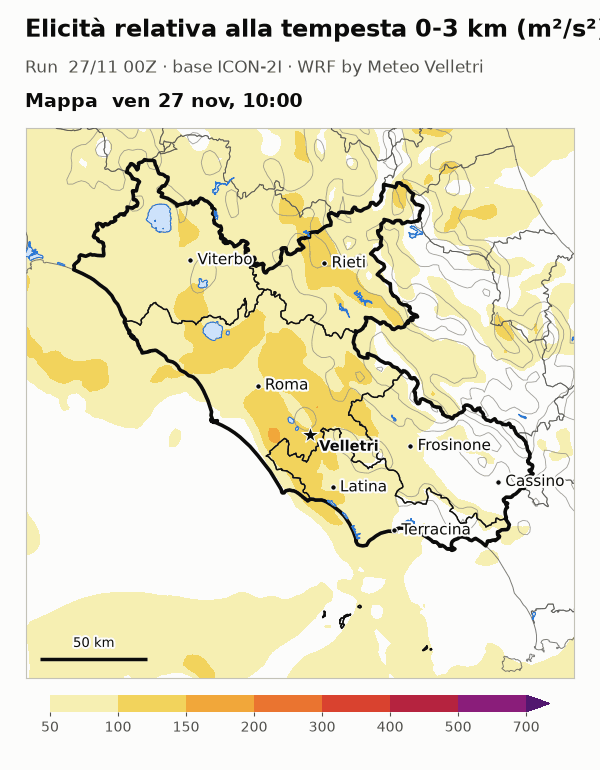 Elicità relativa alla tempesta 0-3 km (m²/s²)
Run 27/11 00Z · base ICON-2I · WRF by Meteo Velletri
Mappa ven 27 nov, 10:00
Viterbo
Rieti
Roma
Velletri
Frosinone
Latina
Cassino
Terracina
50 km
50 100 150 200 300 400 500 700